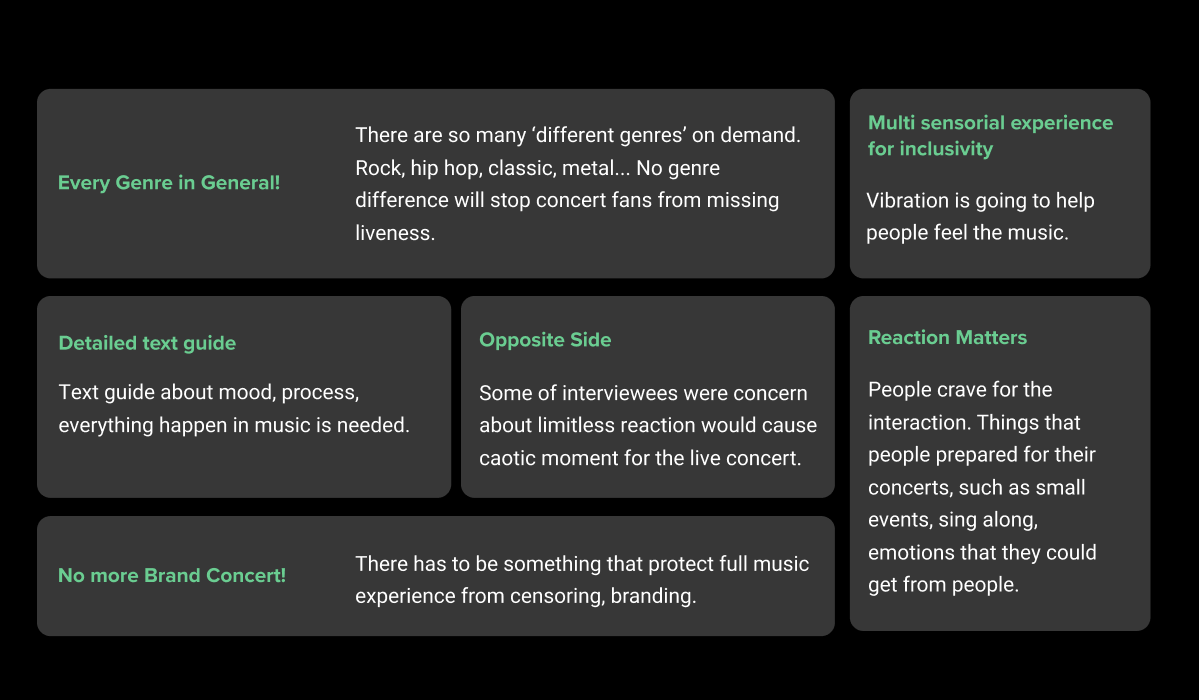 Every Genre in General!
There are so many ‘different genres’ on demand.
Rock, hip hop, classic, metal... No genre
difference will stop concert fans from missing
liveness.
Multi sensorial experience
for inclusivity
Vibration is going to help
people feel the music.
Detailed text guide
Text guide about mood, process,
everything happen in music is needed.
Opposite Side
Some of interviewees were concern
about limitless reaction would cause
caotic moment for the live concert.
Reaction Matters
People crave for the
interaction. Things that
people prepared for their
concerts, such as small
events, sing along,
emotions that they could
get from people.
No more Brand Concert!
There has to be something that protect full music
experience from censoring, branding.